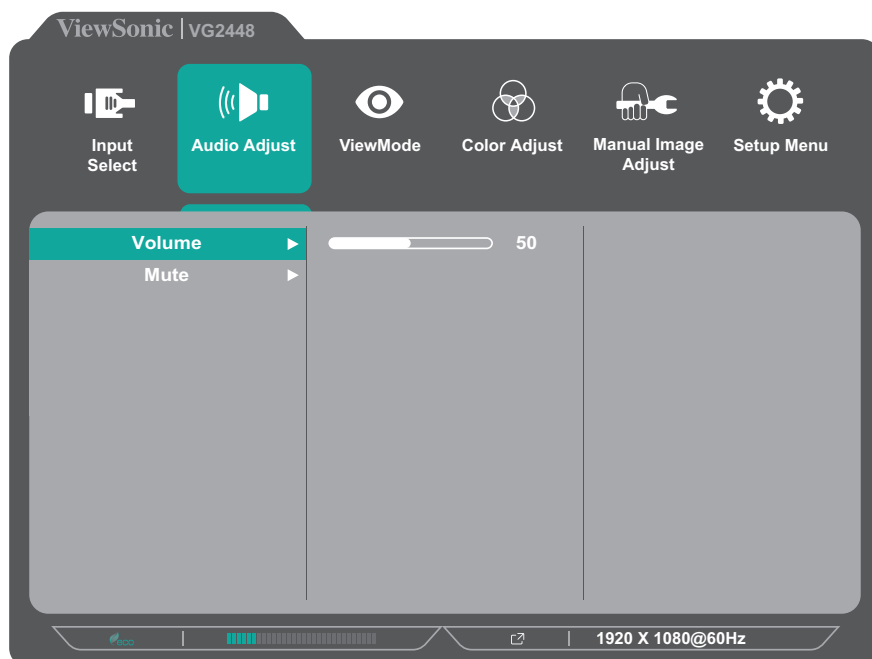 ViewSonic | VG2448
Input
Select
Audio Adjust
ViewMode
Color Adjust
Manual Image
Adjust
Setup Menu
Volume
50
Mute
eco
1920 X 1080@60Hz